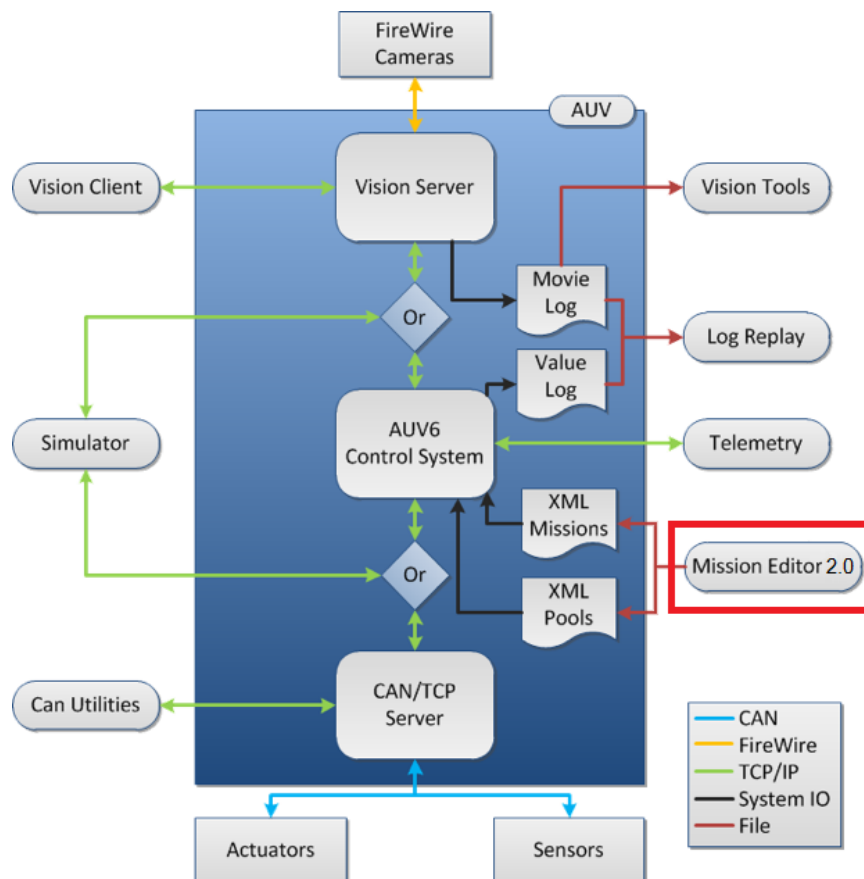 FireWire
Cameras
AUV
Vision Client
Vision Server
Vision Tools
Movie
Log
Or
Log Replay
Value
Log
Simulator
AUV6
Control System
Telemetry
XML
Missions
Mission Editor 2.0
Or
XML
Pools
Can Utilities
CAN/TCP
Server
CAN
FireWire
TCP/IP
System IO
File
Actuators
Sensors